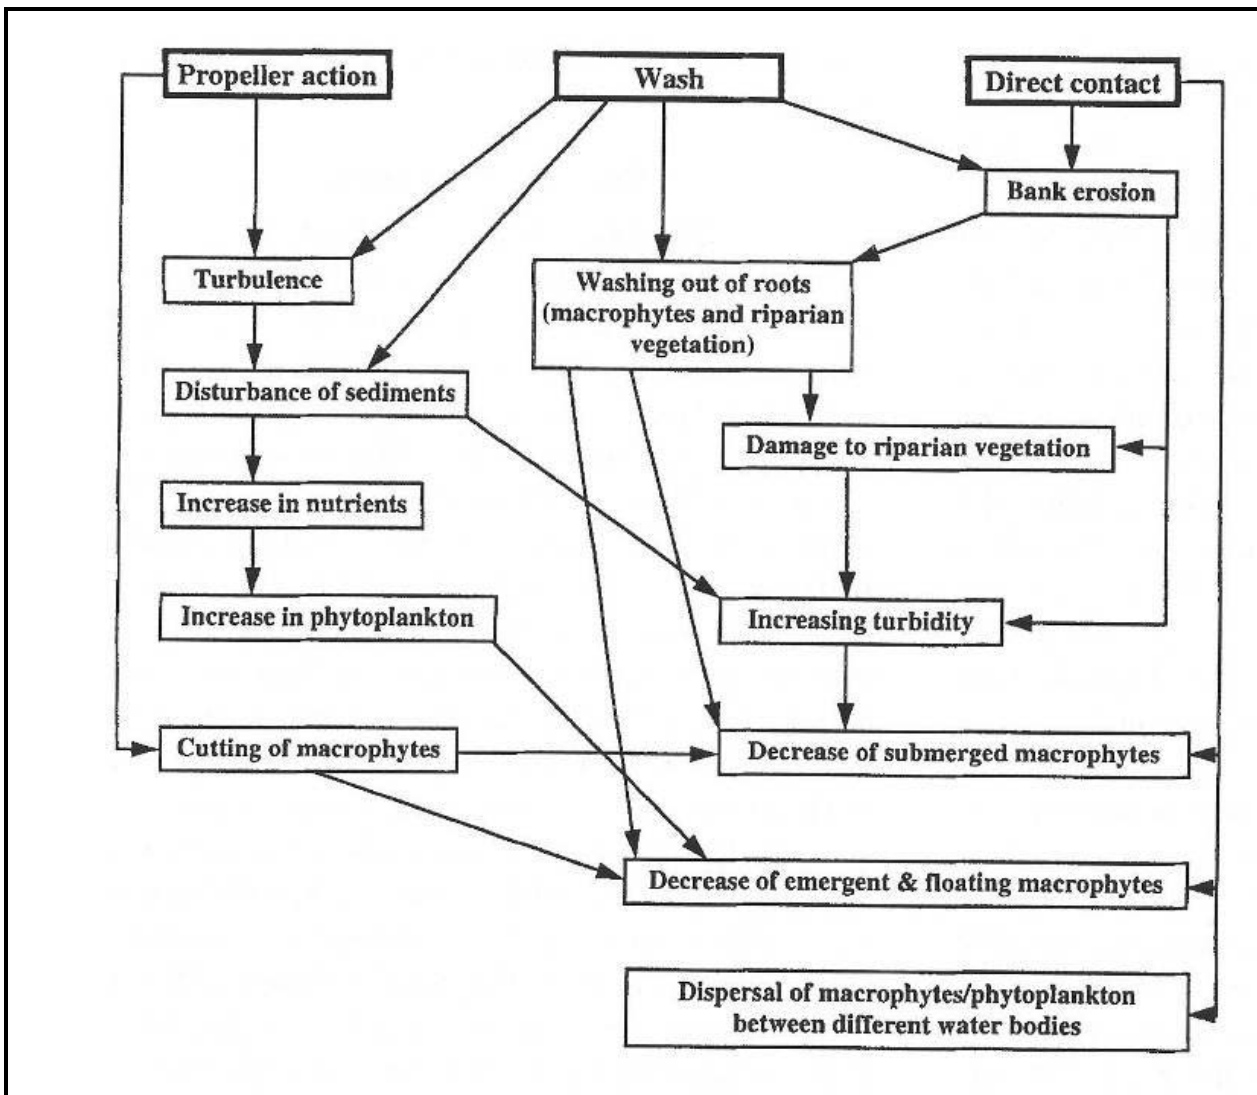 Propeller action
Wash
Direct contact
Bank erosion
Turbulence
Washing out of roots
(macrophytes and riparian
vegetation)
Disturbance of sediments
Damage to riparian vegetation
Increase in nutrients
Increase in phytoplankton
Increasing turbidity
Cutting of macrophytes
Decrease of submerged macrophytes
Decrease of emergent & floating macrophytes
Dispersal of macrophytes/phytoplankton
between different water bodies